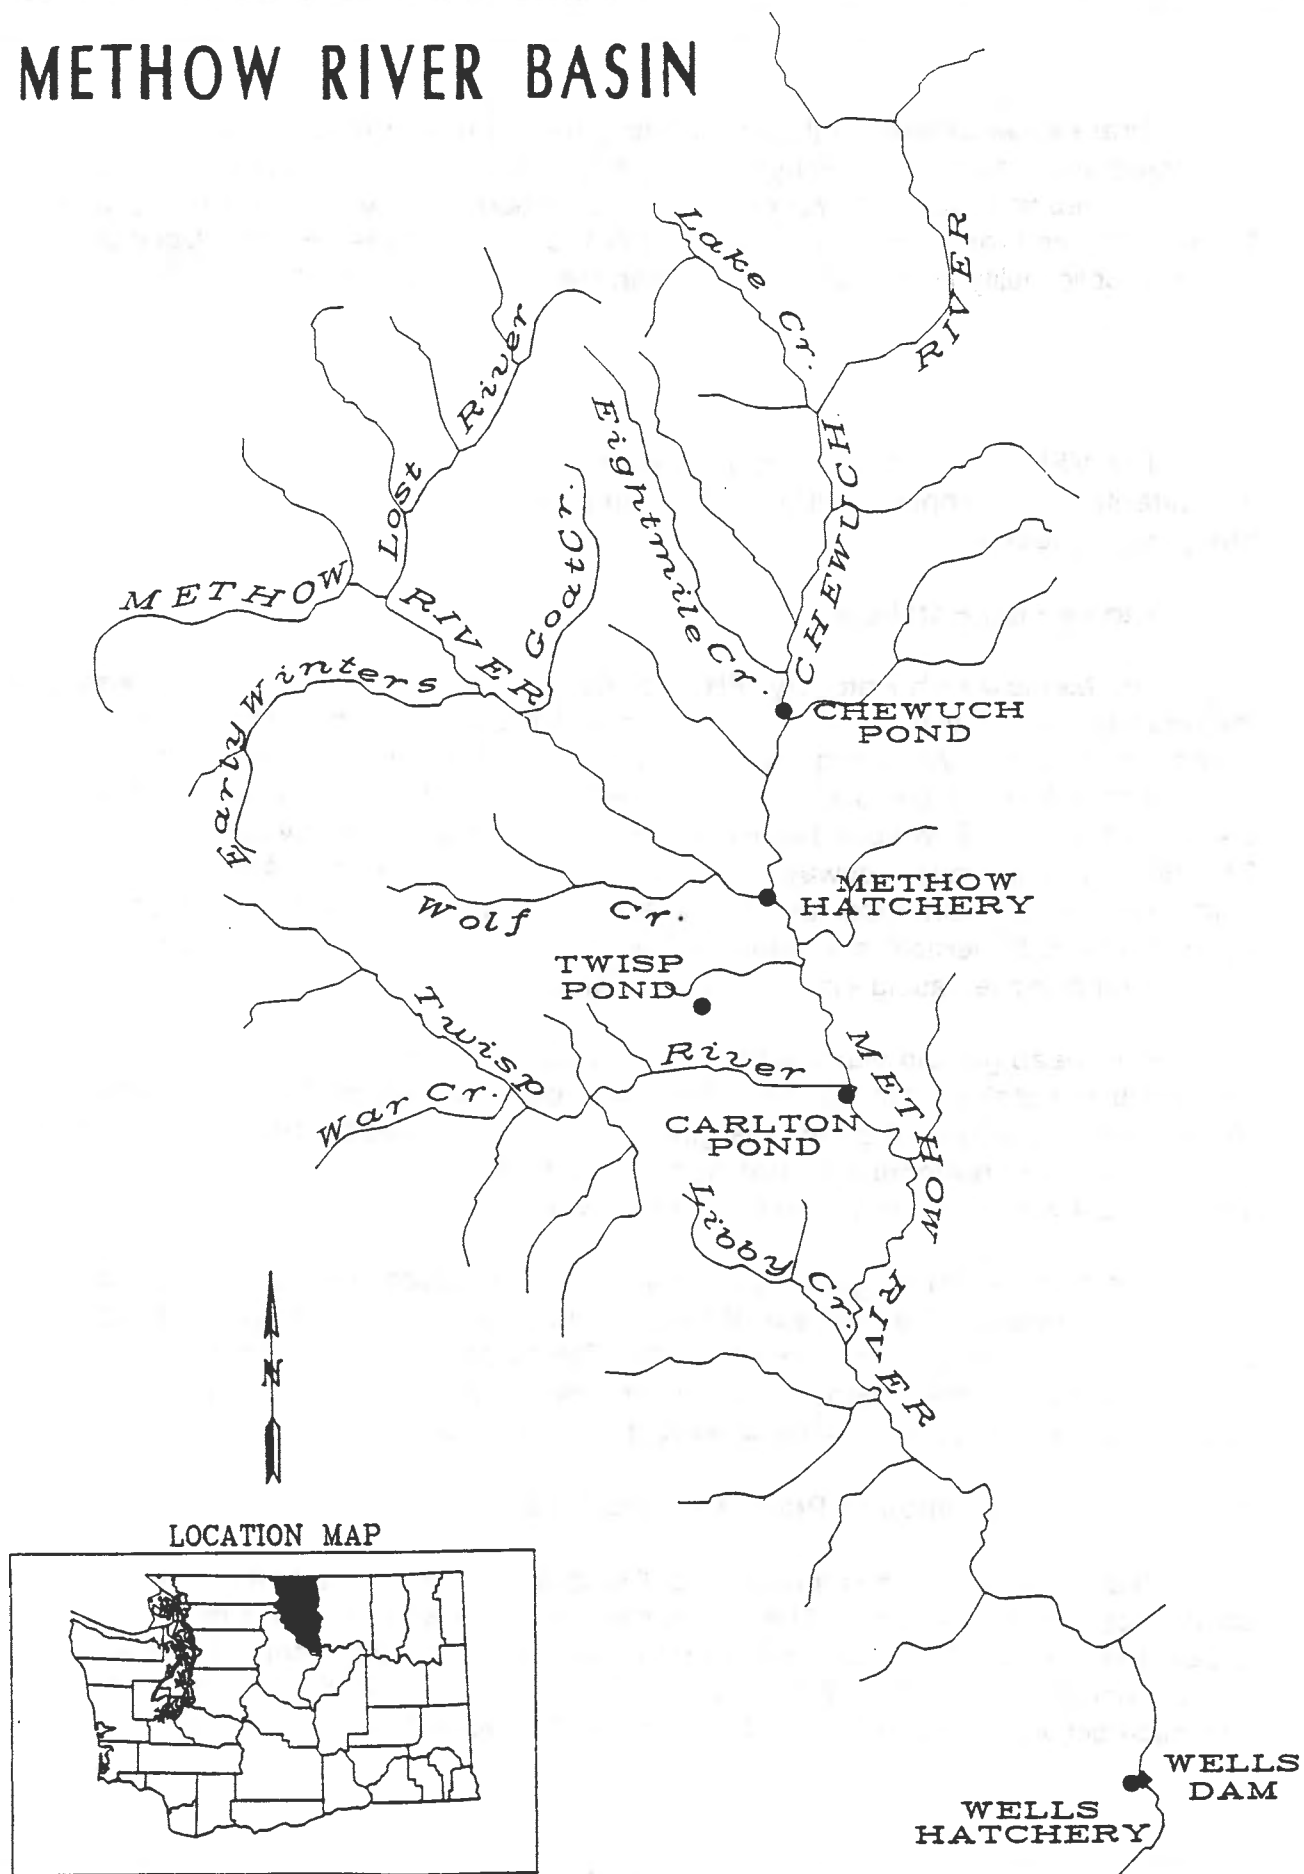 METHOW RIVER BASIN
Lake Cr.
RIVER
RIVER
Lost River
Eightmile Cr.
CHEWUCH
Goat Cr.
METHOW RIVER
Early Winters
CHEWUCH
POND
METHOW
HATCHERY
Wolf Cr.
TWISP
POND
Twisp River
War Cr.
CARLTON
POND
METHOW RIVER
Libby Cr.
N
LOCATION MAP
WELLS
DAM
WELLS
HATCHERY